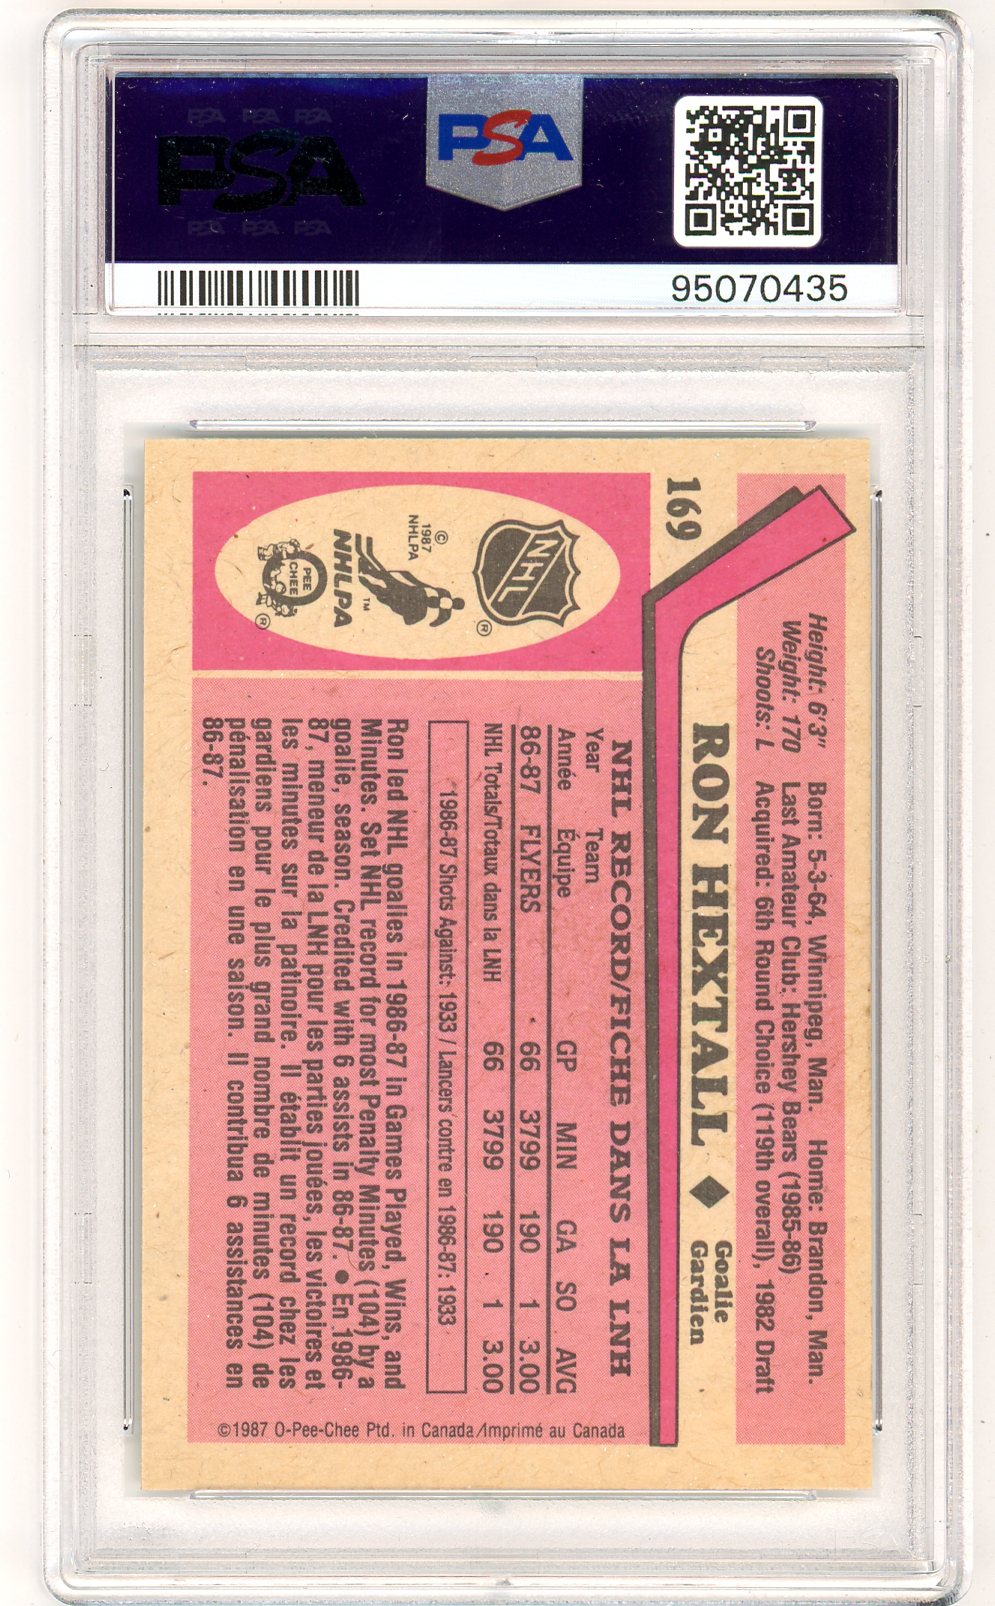 PSA PSA PSA
PSA
PSA PSA PSA
PSA
95070435
169
Height: 6'3" Born: 5-3-64, Winnipeg, Man. Home: Brandon, Man.
Weight: 170 Last Amateur Club: Hershey Bears (1985-86)
Shoots: L Acquired: 6th Round Choice (119th overall), 1982 Draft
RON HEXTALL ◆ Goalie
Gardien
NHL
®
© 1987
NHLPA
NHLPA
™
O
PEE
CHEE
®
NHL RECORD/FICHE DANS LA LNH
Year Team
Année Équipe GP MIN GA SO AVG
86-87 FLYERS 66 3799 190 1 3.00
NHL Totals/Totaux dans la LNH 66 3799 190 1 3.00
1986-87 Shots Against: 1933 / Lancers contre en 1986-87: 1933
Ron led NHL goalies in 1986-87 in Games Played, Wins, and
Minutes. Set NHL record for most Penalty Minutes (104) by a
goalie, season. Credited with 6 assists in 86-87. ● En 1986-
87, meneur de la LNH pour les parties jouées, les victoires et
les minutes sur la patinoire. Il établit un record chez les
gardiens pour le plus grand nombre de minutes (104) de
pénalisation en une saison. Il contribua 6 assistances en
86-87.
©1987 O-Pee-Chee Ptd. in Canada/Imprimé au Canada